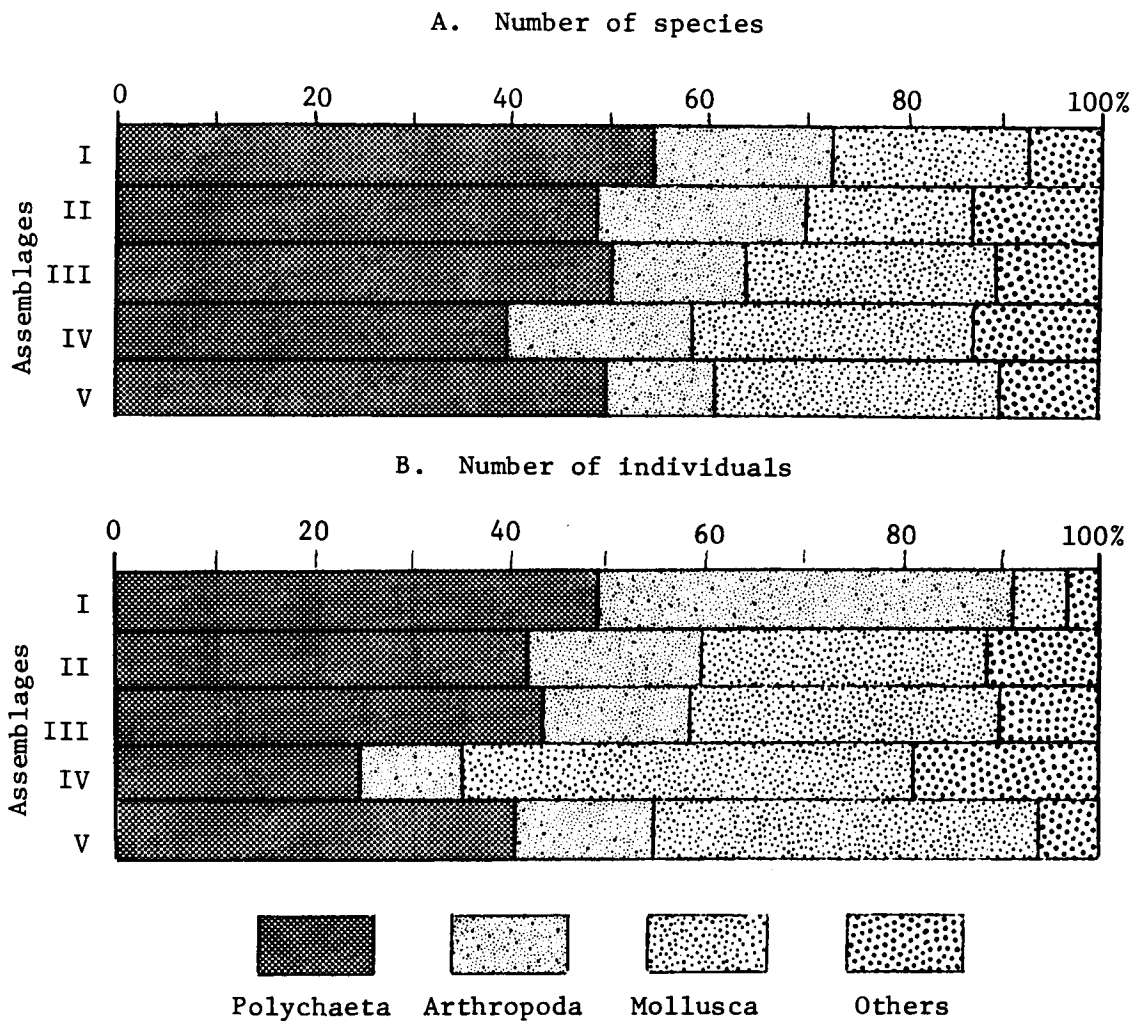 A. Number of species
0 20 40 60 80 100%
Assemblages
I
II
III
IV
V
B. Number of individuals
0 20 40 60 80 100%
Assemblages
I
II
III
IV
V
Polychaeta Arthropoda Mollusca Others